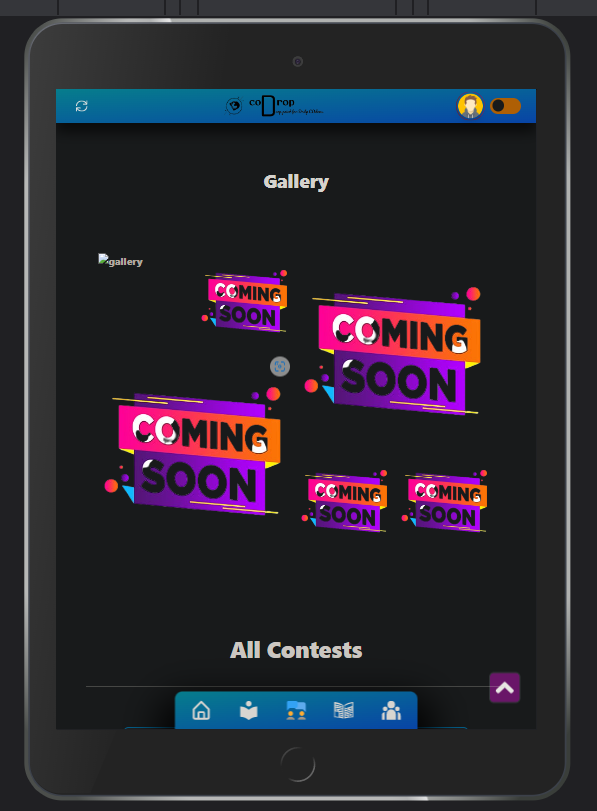 coDrop
Gallery
gallery
COMING
SOON
COMING
SOON
COMING
SOON
COMING
SOON
COMING
SOON
All Contests